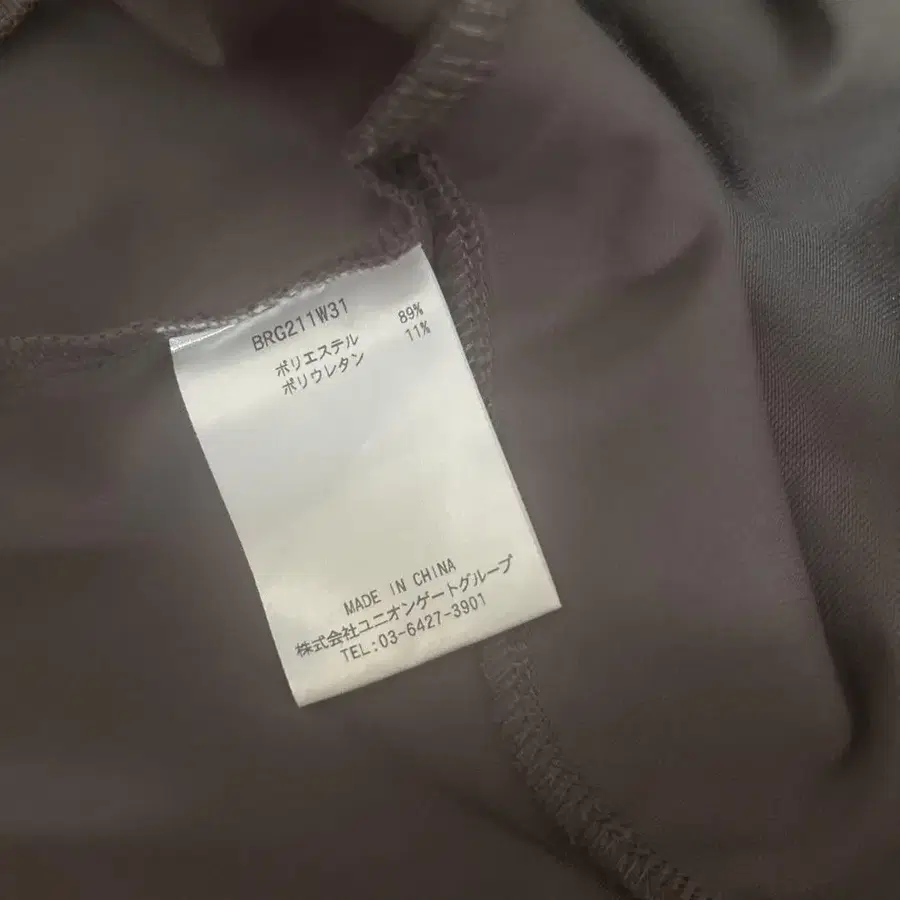 BRG211W31
ポリエステル 89%
ポリウレタン 11%
MADE IN CHINA
株式会社ユニオンゲートグループ
TEL:03-6427-3901